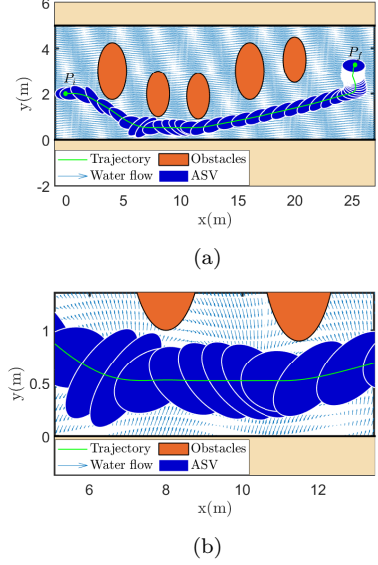 6
4
2
0
-2
y(m)
P_i
P_f
Trajectory Obstacles
Water flow ASV
0 5 10 15 20 25
x(m)
(a)
1
0.5
0
y(m)
Trajectory Obstacles
Water flow ASV
6 8 10 12
x(m)
(b)